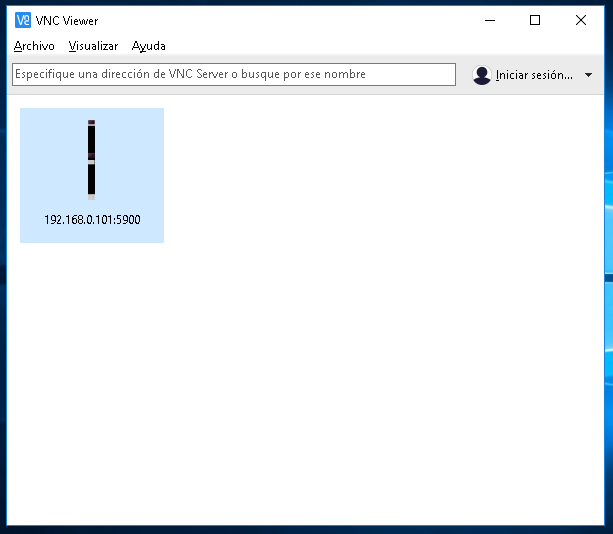 VNC Viewer
Archivo Visualizar Ayuda
Especifique una dirección de VNC Server o busque por ese nombre
Iniciar sesión...
192.168.0.101:5900